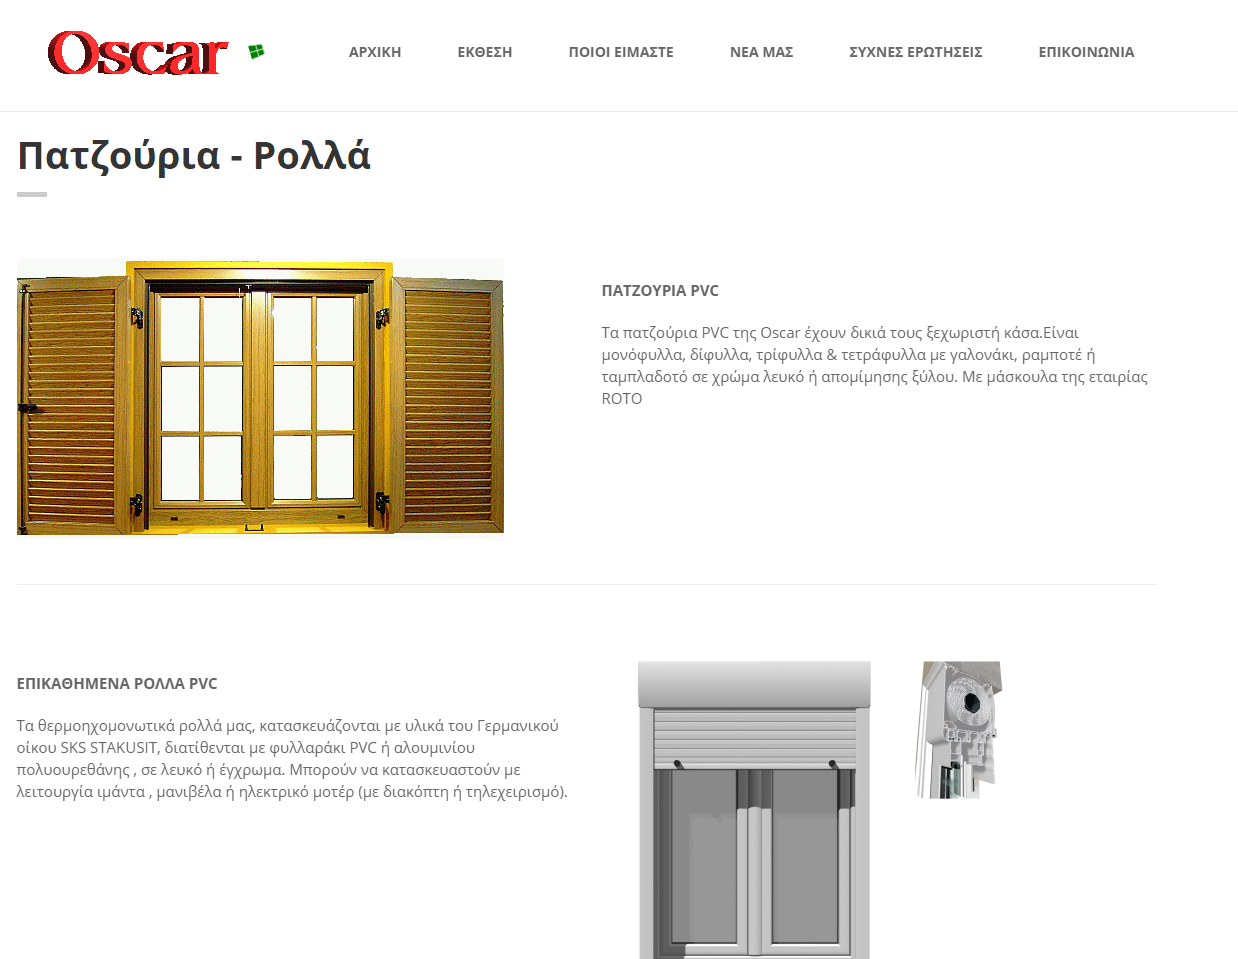 Oscar
ΑΡΧΙΚΗ
ΕΚΘΕΣΗ
ΠΟΙΟΙ ΕΙΜΑΣΤΕ
ΝΕΑ ΜΑΣ
ΣΥΧΝΕΣ ΕΡΩΤΗΣΕΙΣ
ΕΠΙΚΟΙΝΩΝΙΑ
Πατζούρια - Ρολλά
ΠΑΤΖΟΥΡΙΑ PVC
Τα πατζούρια PVC της Oscar έχουν δικιά τους ξεχωριστή κάσα.Είναι
μονόφυλλα, δίφυλλα, τρίφυλλα & τετράφυλλα με γαλονάκι, ραμποτέ ή
ταμπλαδοτό σε χρώμα λευκό ή απομίμησης ξύλου. Με μάσκουλα της εταιρίας
ROTO
ΕΠΙΚΑΘΗΜΕΝΑ ΡΟΛΛΑ PVC
Τα θερμοηχομονωτικά ρολλά μας, κατασκευάζονται με υλικά του Γερμανικού
οίκου SKS STAKUSIT, διατίθενται με φυλλαράκι PVC ή αλουμινίου
πολυουρεθάνης , σε λευκό ή έγχρωμα. Μπορούν να κατασκευαστούν με
λειτουργία ιμάντα , μανιβέλα ή ηλεκτρικό μοτέρ (με διακόπτη ή τηλεχειρισμό).